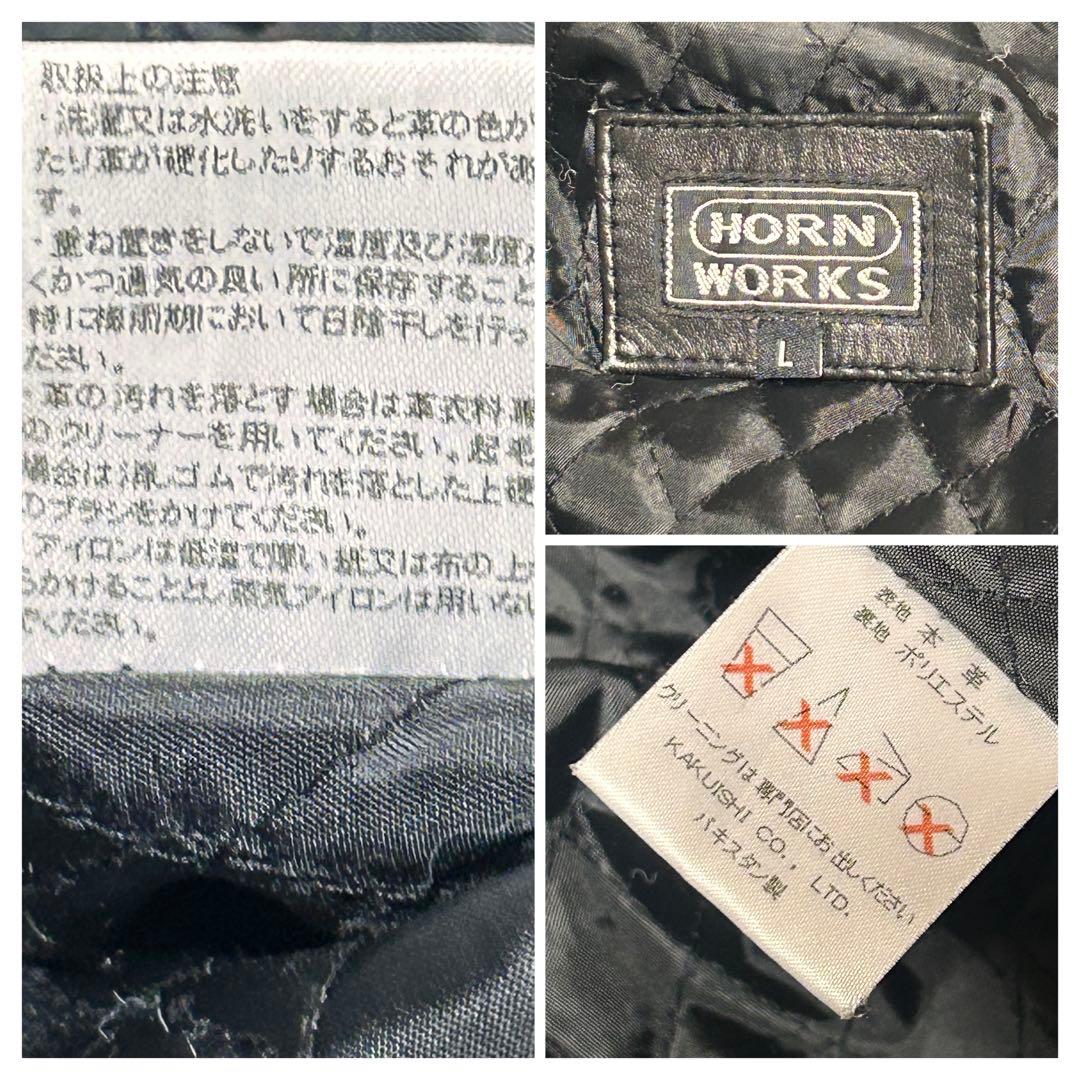 取扱上の注意
・洗濯又は水洗いをすると革の色が
たり革が硬化したりするおそれが
す。
・重ね置きをしないで温度及び湿度
くかつ通気の良い所に保存すること
特に梅雨期において日陰干しを行っ
ださい。
革の汚れを落とす場合は革衣料
のクリーナーを用いてください。起毛
場合は消しゴムで汚れを落とした上硬
のブラシをかけてください。
アイロンは低温で厚い紙又は布の上
かけることとし、蒸気アイロンは用いな
ください。
HORN
WORKS
L
表地 本 革
裏地 ポリエステル
クリーニングは専門店にお出しください
KAKUISHI CO., LTD.
パキスタン製